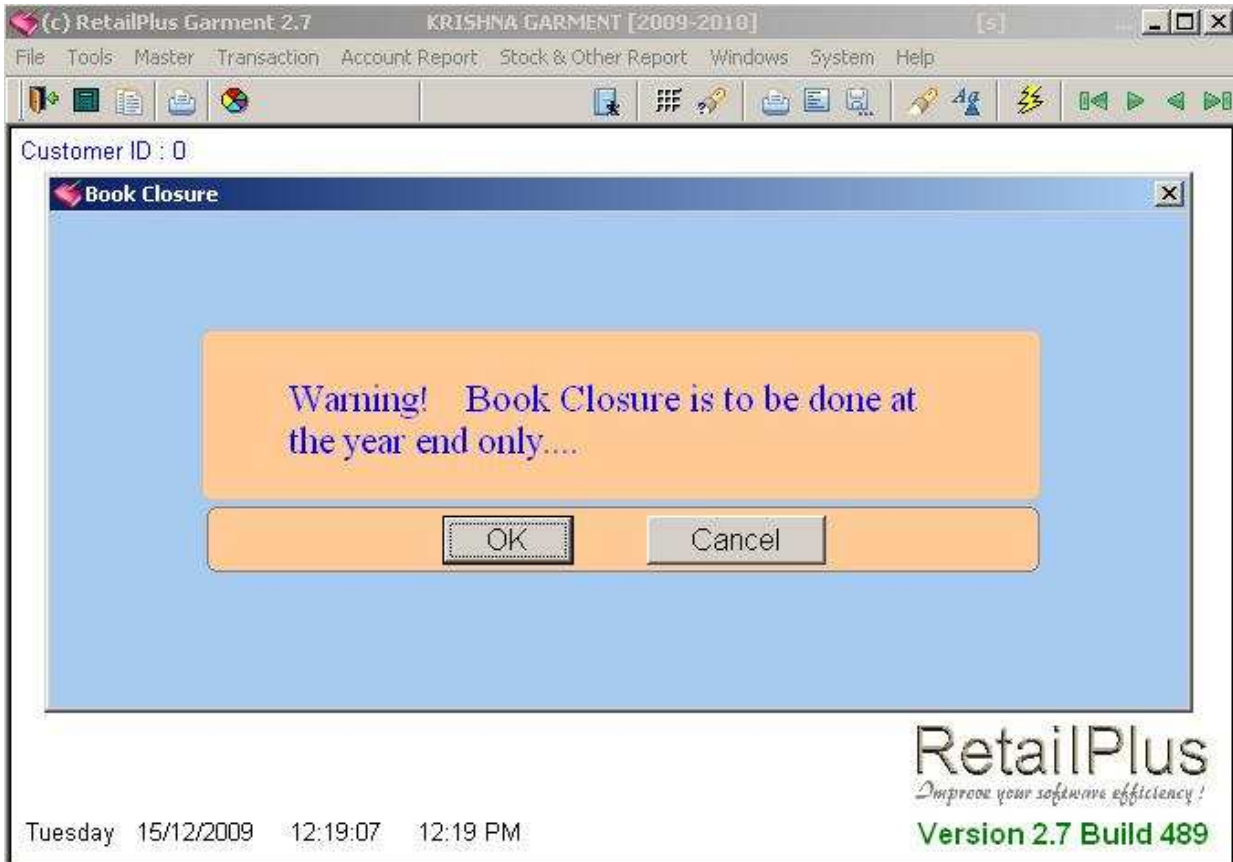 (c) RetailPlus Garment 2.7 KRISHNA GARMENT [2009-2010] [s] ...
File Tools Master Transaction Account Report Stock & Other Report Windows System Help
Customer ID : 0
Book Closure
Warning! Book Closure is to be done at
the year end only....
OK Cancel
RetailPlus
Improve your software efficiency !
Tuesday 15/12/2009 12:19:07 12:19 PM Version 2.7 Build 489